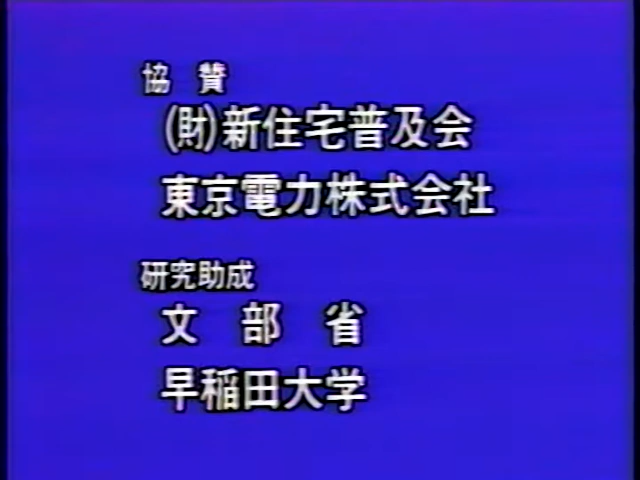 協　賛
(財)新住宅普及会
東京電力株式会社
研究助成
文　部　省
早稲田大学